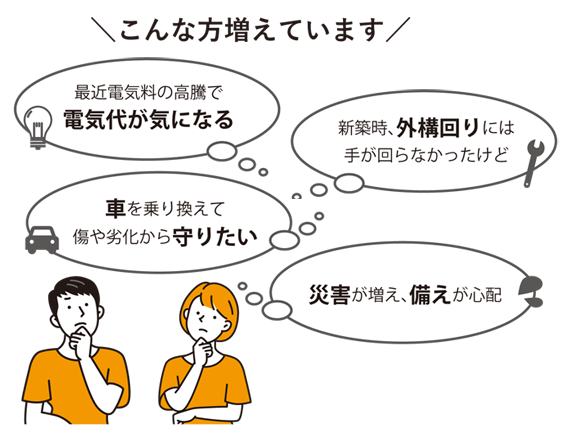 ＼こんな方増えています／
最近電気料の高騰で
電気代が気になる
新築時、外構回りには
手が回らなかったけど
車を乗り換えて
傷や劣化から守りたい
災害が増え、備えが心配